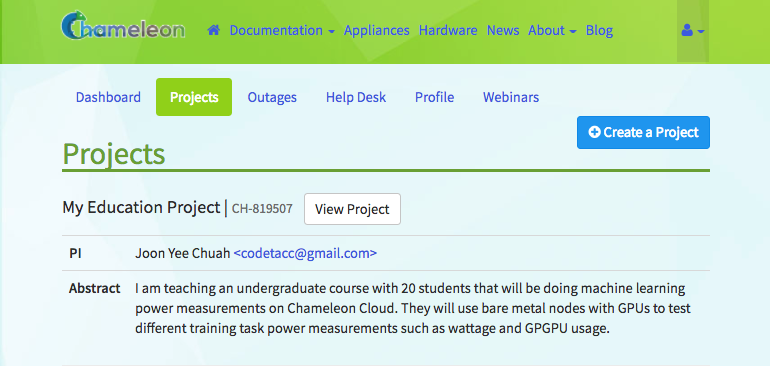 Chameleon Documentation Appliances Hardware News About Blog
Dashboard Projects Outages Help Desk Profile Webinars
Create a Project
Projects
My Education Project | CH-819507 View Project
PI Joon Yee Chuah <codetacc@gmail.com>
Abstract I am teaching an undergraduate course with 20 students that will be doing machine learning
power measurements on Chameleon Cloud. They will use bare metal nodes with GPUs to test
different training task power measurements such as wattage and GPGPU usage.